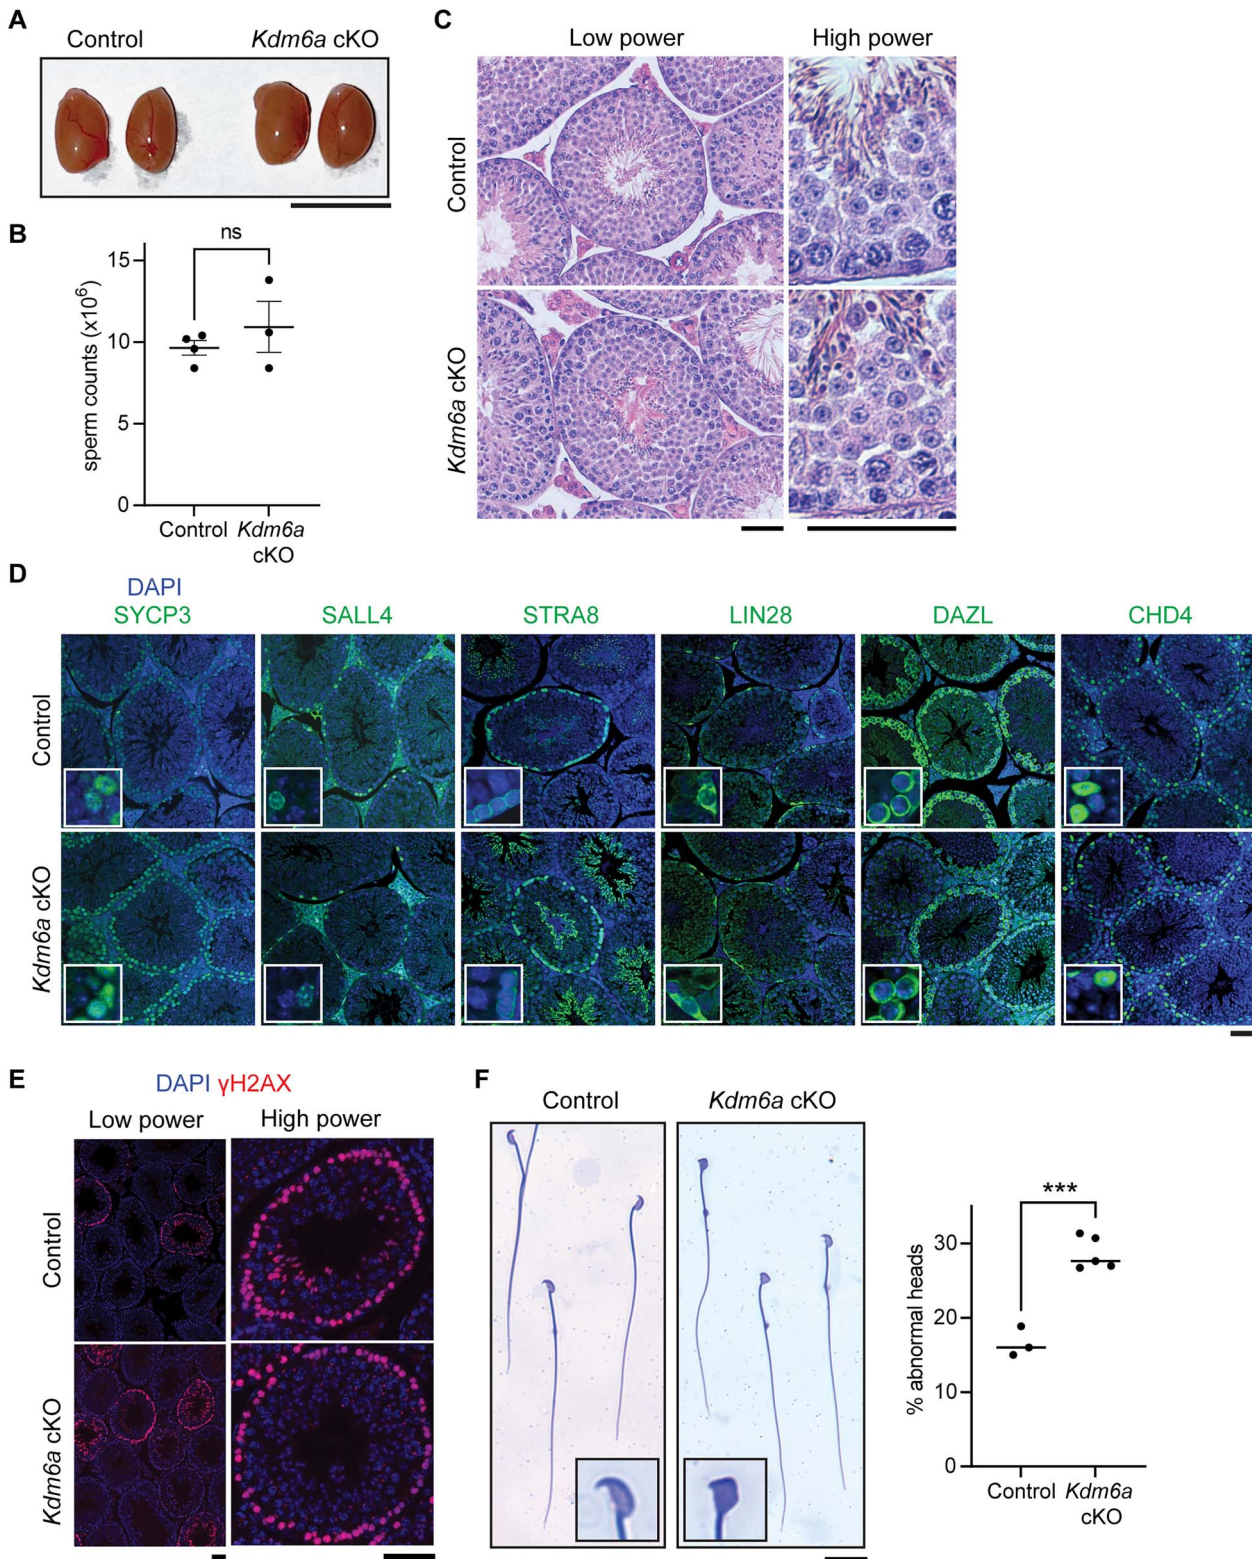 A
Control Kdm6a cKO
B
ns
15
10
5
0
sperm counts (x10⁶)
Control Kdm6a
cKO
C
Low power High power
Control
Kdm6a cKO
D
DAPI
SYCP3 SALL4 STRA8 LIN28 DAZL CHD4
Control
Kdm6a cKO
E
DAPI γH2AX
Low power High power
Control
Kdm6a cKO
F
Control Kdm6a cKO
***
30
20
10
0
% abnormal heads
Control Kdm6a
cKO